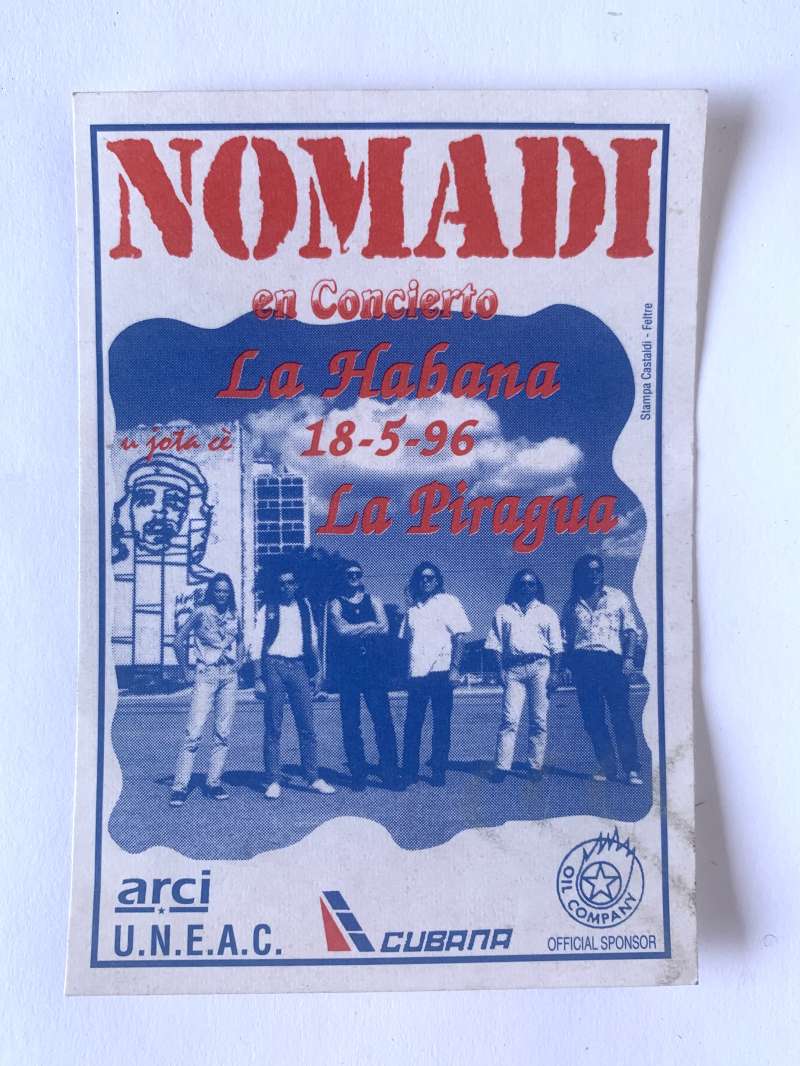 NOMADI
en Concierto
La Habana
18-5-96
u jota cè
La Piragua
Stampa Castaldi - Feltre
arci
U.N.E.A.C.
CUBANA
OIL COMPANY
OFFICIAL SPONSOR